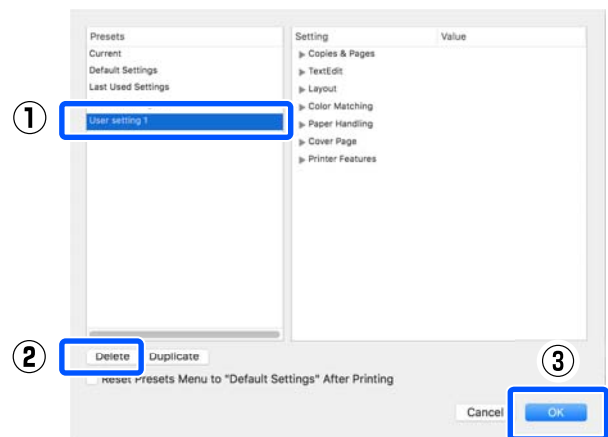 Presets Setting Value
Current ▶ Copies & Pages
Default Settings ▶ TextEdit
Last Used Settings ▶ Layout
▶ Color Matching
① User setting 1 ▶ Paper Handling
▶ Cover Page
▶ Printer Features
② Delete Duplicate ③
Reset Presets Menu to "Default Settings" After Printing
Cancel OK